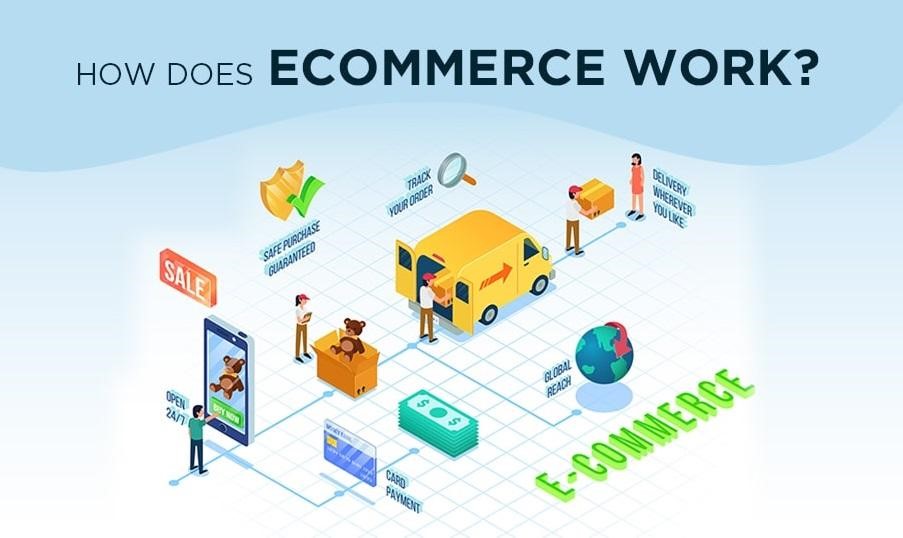 HOW DOES ECOMMERCE WORK?
SAFE PURCHASE
GUARANTEED
TRACK
YOUR ORDER
DELIVERY
WHEREVER
YOU LIKE
SALE
OPEN
24/7
BUY NOW
GLOBAL
REACH
CARD
PAYMENT
E-COMMERCE